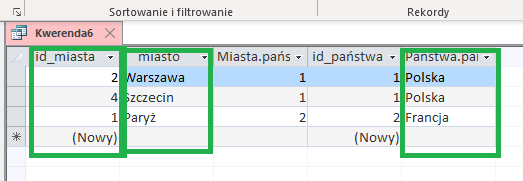 Sortowanie i filtrowanie Rekordy
Kwerenda6
id_miasta miasto Miasta.pańs id_państwa Państwa.pań
2 Warszawa 1 1 Polska
4 Szczecin 1 1 Polska
1 Paryż 2 2 Francja
(Nowy) (Nowy)